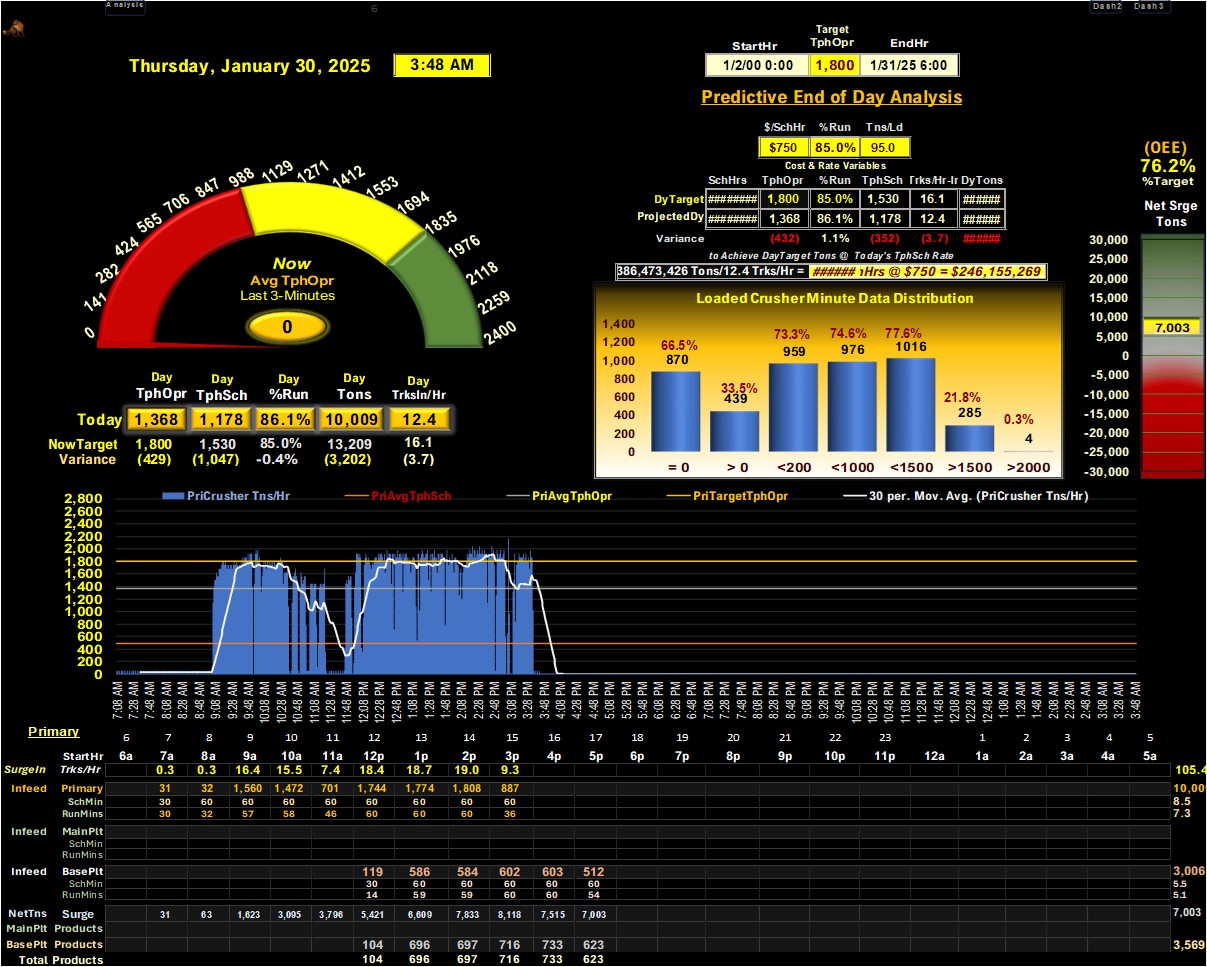 Analysis
6
Dash2 Dash3
Thursday, January 30, 2025 3:48 AM
StartHr Target TphOpr EndHr
1/2/00 0:00 1,800 1/31/25 6:00
Predictive End of Day Analysis
$/SchHr %Run Tns/Ld
$750 85.0% 95.0
Cost & Rate Variables
SchHrs TphOpr %Run TphSch Trks/Hr-Ir DyTons
DyTarget ######## 1,800 85.0% 1,530 16.1 ######
ProjectedDy ######## 1,368 86.1% 1,178 12.4 ######
Variance (432) 1.1% (352) (3.7) ######
to Achieve DayTarget Tons @ Today's TphSch Rate
386,473,426 Tons/12.4 Trks/Hr = ###### Hrs @ $750 = $246,155,269
(OEE)
76.2%
%Target
Net Srge
Tons
30,000
25,000
20,000
15,000
10,000
7,003
5,000
0
-5,000
-10,000
-15,000
-20,000
-25,000
-30,000
0 141 282 424 565 706 847 988 1129 1271 1412 1553 1694 1835 1976 2118 2259 2400
Now
Avg TphOpr
Last 3-Minutes
0
Loaded Crusher Minute Data Distribution
1,400
1,200
1,000
800
600
400
200
0
66.5% 33.5% 73.3% 74.6% 77.6% 21.8% 0.3%
870 439 959 976 1016 285 4
= 0 > 0 <200 <1000 <1500 >1500 >2000
Day Day Day Day Day
TphOpr TphSch %Run Tons TrksIn/Hr
Today 1,368 1,178 86.1% 10,009 12.4
NowTarget 1,800 1,530 85.0% 13,209 16.1
Variance (429) (1,047) -0.4% (3,202) (3.7)
PriCrusher Tns/Hr PriAvgTphSch PriAvgTphOpr PriTargetTphOpr 30 per. Mov. Avg. (PriCrusher Tns/Hr)
2,800
2,600
2,400
2,200
2,000
1,800
1,600
1,400
1,200
1,000
800
600
400
200
0
7:08 AM 7:28 AM 7:48 AM 8:08 AM 8:28 AM 8:48 AM 9:08 AM 9:28 AM 9:48 AM 10:08 AM 10:28 AM 10:48 AM 11:08 AM 11:28 AM 11:48 AM 12:08 PM 12:28 PM 12:48 PM 1:08 PM 1:28 PM 1:48 PM 2:08 PM 2:28 PM 2:48 PM 3:08 PM 3:28 PM 3:48 PM 4:08 PM 4:28 PM 4:48 PM 5:08 PM 5:28 PM 5:48 PM 6:08 PM 6:28 PM 6:48 PM 7:08 PM 7:28 PM 7:48 PM 8:08 PM 8:28 PM 8:48 PM 9:08 PM 9:28 PM 9:48 PM 10:08 PM 10:28 PM 10:48 PM 11:08 PM 11:28 PM 11:48 PM 12:08 AM 12:28 AM 12:48 AM 1:08 AM 1:28 AM 1:48 AM 2:08 AM 2:28 AM 2:48 AM 3:08 AM 3:28 AM 3:48 AM
Primary
6 7 8 9 10 11 12 13 14 15 16 17 18 19 20 21 22 23 1 2 3 4 5
StartHr 6a 7a 8a 9a 10a 11a 12p 1p 2p 3p 4p 5p 6p 7p 8p 9p 10p 11p 12a 1a 2a 3a 4a 5a
SurgeIn Trks/Hr 0.3 0.3 16.4 15.5 7.4 18.4 18.7 19.0 9.3 105.4
Infeed Primary 31 32 1,560 1,472 701 1,744 1,774 1,808 887 10,009
SchMin 30 60 60 60 60 60 60 60 60 8.5
RunMins 30 32 57 58 46 60 60 60 36 7.3
Infeed MainPlt
SchMin
RunMins
Infeed BasePlt 119 586 584 602 603 512 3,006
SchMin 30 60 60 60 60 60 5.5
RunMins 14 59 59 60 60 54 5.1
NetTns Surge 31 63 1,623 3,095 3,796 5,421 6,609 7,833 8,118 7,515 7,003 7,003
MainPlt Products
BasePlt Products 104 696 697 716 733 623 3,569
Total Products 104 696 697 716 733 623